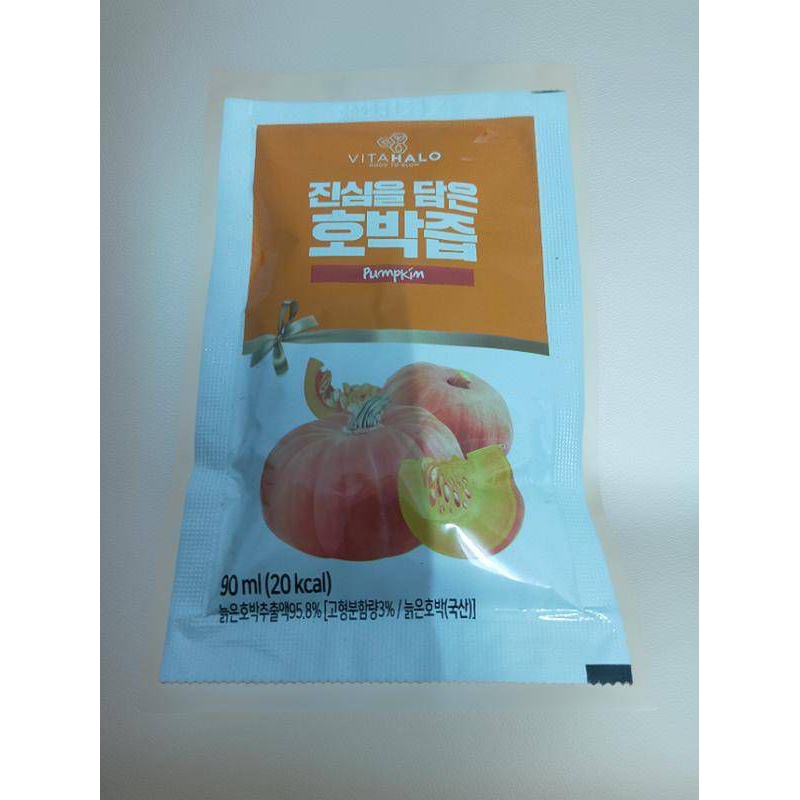 VITAHALO
GOOD TO GLOW
진심을 담은
호박즙
Pumpkin
90 ml (20 kcal)
늙은호박추출액95.8% [고형분함량3% / 늙은호박(국산)]